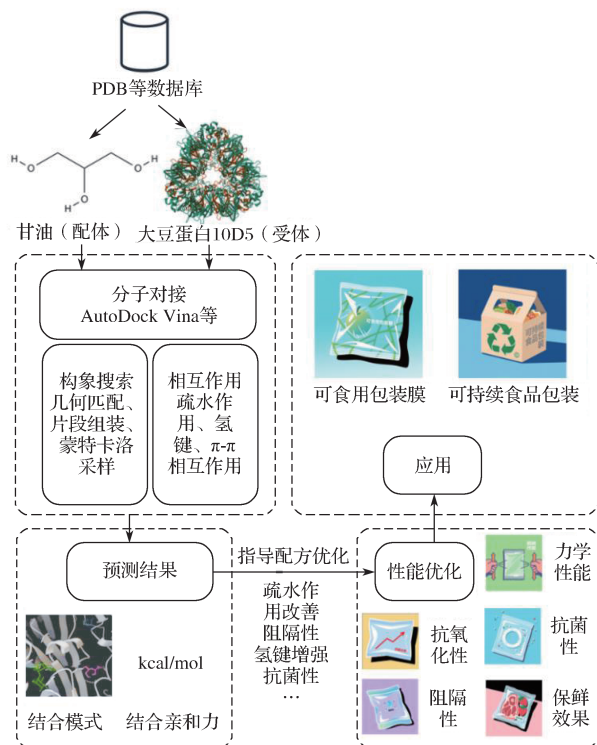 PDB等数据库
H
O
O
H
O
H
甘油（配体）
大豆蛋白10D5（受体）
分子对接
AutoDock Vina等
构象搜索
几何匹配、
片段组装、
蒙特卡洛
采样
相互作用
疏水作
用、氢
键、π-π
相互作用
可食用包装膜
可持续食品包装
应用
预测结果
指导配方优化
疏水作
用改善
阻隔性
氢键增强
抗菌性
…
性能优化
力学
性能
抗氧
化性
抗菌
性
阻隔
性
保鲜
效果
kcal/mol
结合模式
结合亲和力